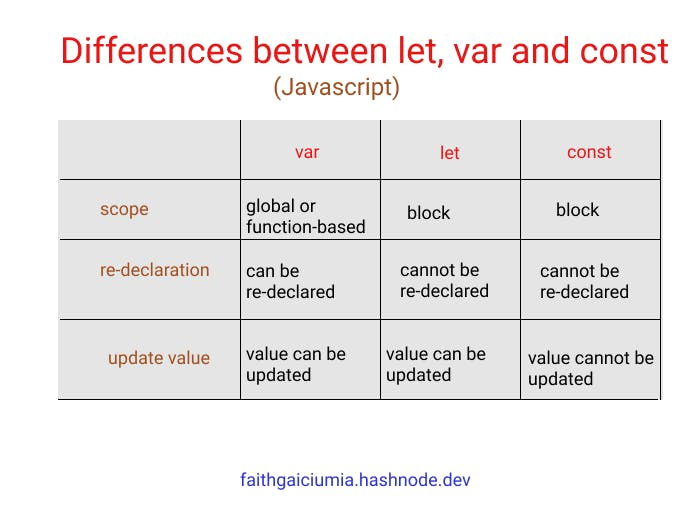 Differences between let, var and const
(Javascript)
var let const
scope
global or
function-based
block
block
re-declaration
can be
re-declared
cannot be
re-declared
cannot be
re-declared
update value
value can be
updated
value can be
updated
value cannot be
updated
faithgaiciumia.hashnode.dev